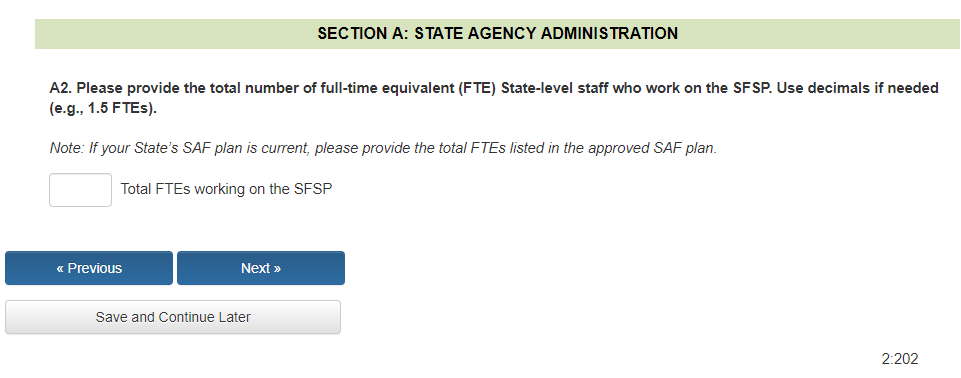 SECTION A: STATE AGENCY ADMINISTRATION
A2. Please provide the total number of full-time equivalent (FTE) State-level staff who work on the SFSP. Use decimals if needed
(e.g., 1.5 FTEs).
Note: If your State's SAF plan is current, please provide the total FTEs listed in the approved SAF plan.
Total FTEs working on the SFSP
« Previous
Next »
Save and Continue Later
2:202